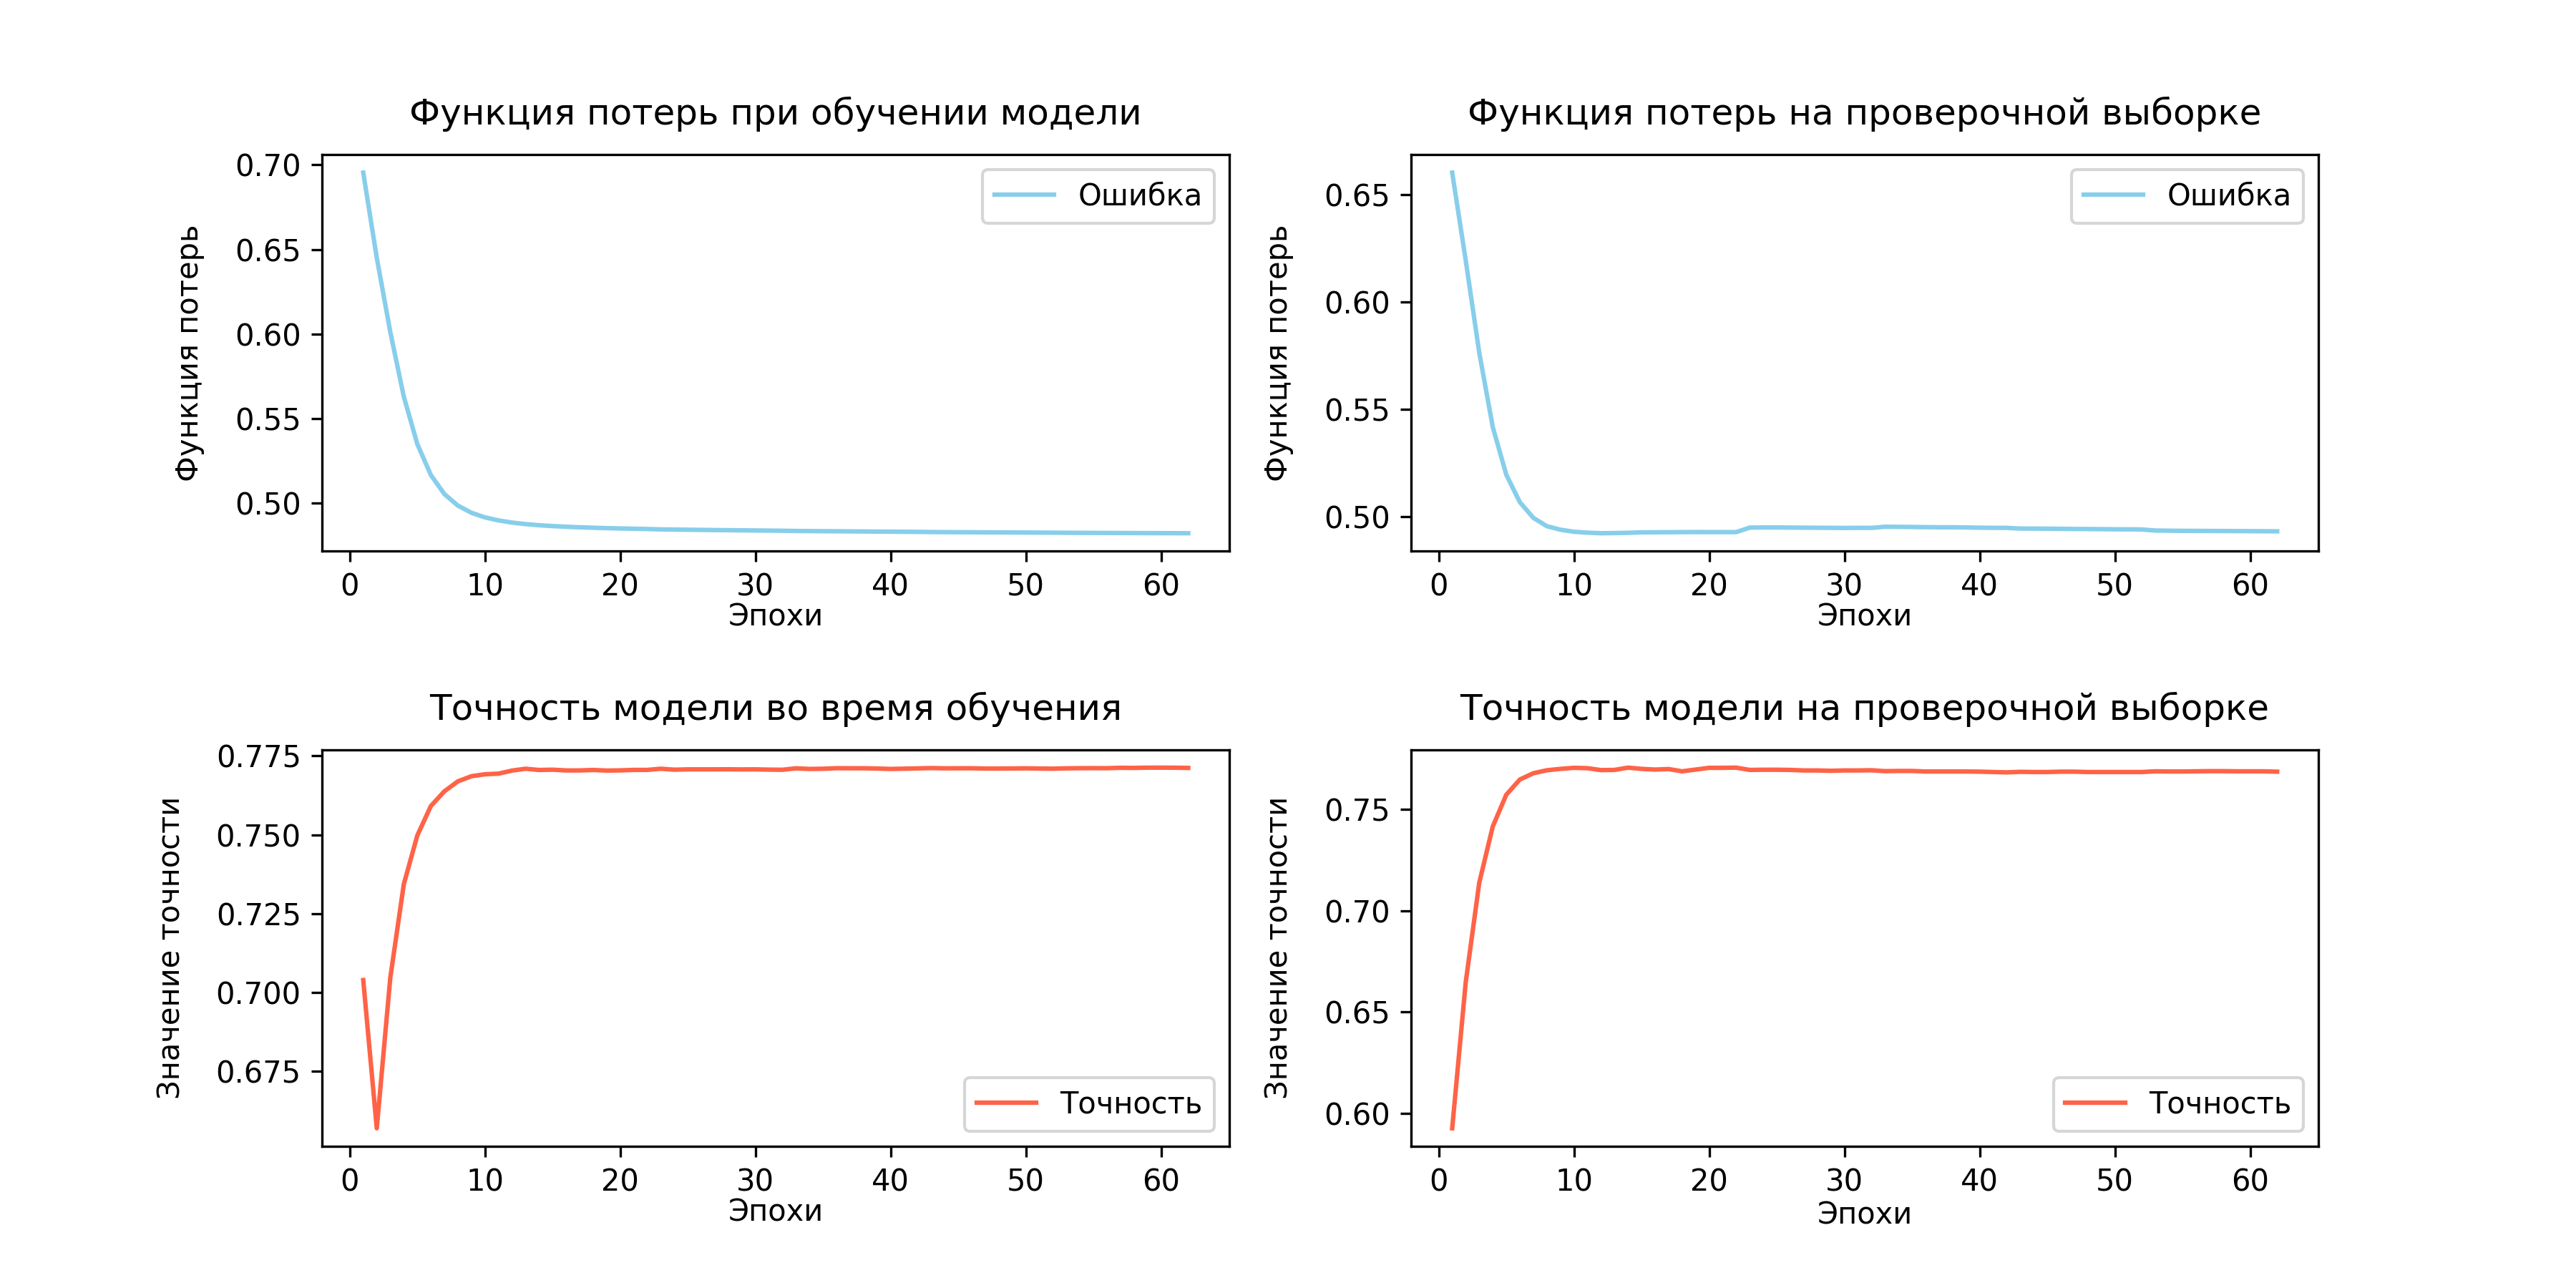 Функция потерь при обучении модели
Функция потерь
0.70
0.65
0.60
0.55
0.50
Ошибка
0 10 20 30 40 50 60
Эпохи
Функция потерь на проверочной выборке
Функция потерь
0.65
0.60
0.55
0.50
Ошибка
0 10 20 30 40 50 60
Эпохи
Точность модели во время обучения
Значение точности
0.775
0.750
0.725
0.700
0.675
Точность
0 10 20 30 40 50 60
Эпохи
Точность модели на проверочной выборке
Значение точности
0.75
0.70
0.65
0.60
Точность
0 10 20 30 40 50 60
Эпохи